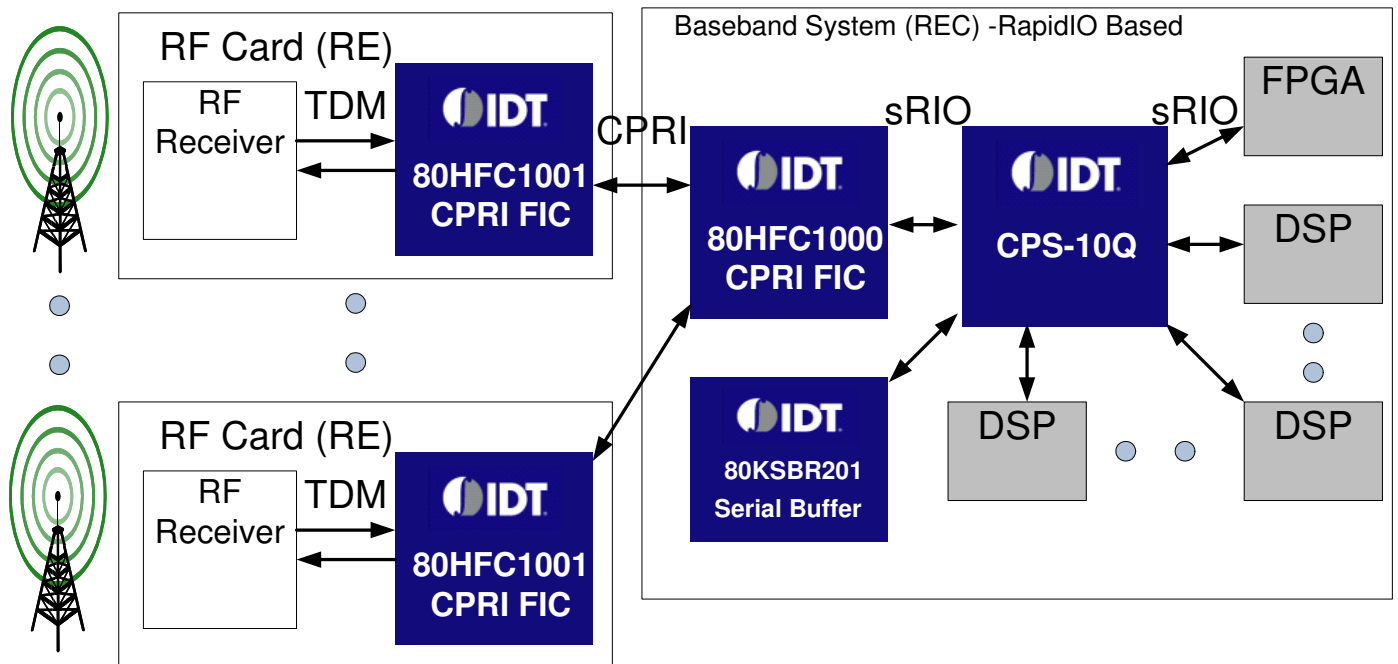 RF Card (RE)
RF
Receiver
TDM
IDT.
80HFC1001
CPRI FIC
CPRI
Baseband System (REC) -RapidIO Based
IDT.
80HFC1000
CPRI FIC
sRIO
IDT.
CPS-10Q
sRIO
FPGA
DSP
DSP
DSP
IDT.
80KSBR201
Serial Buffer
RF Card (RE)
RF
Receiver
TDM
IDT.
80HFC1001
CPRI FIC